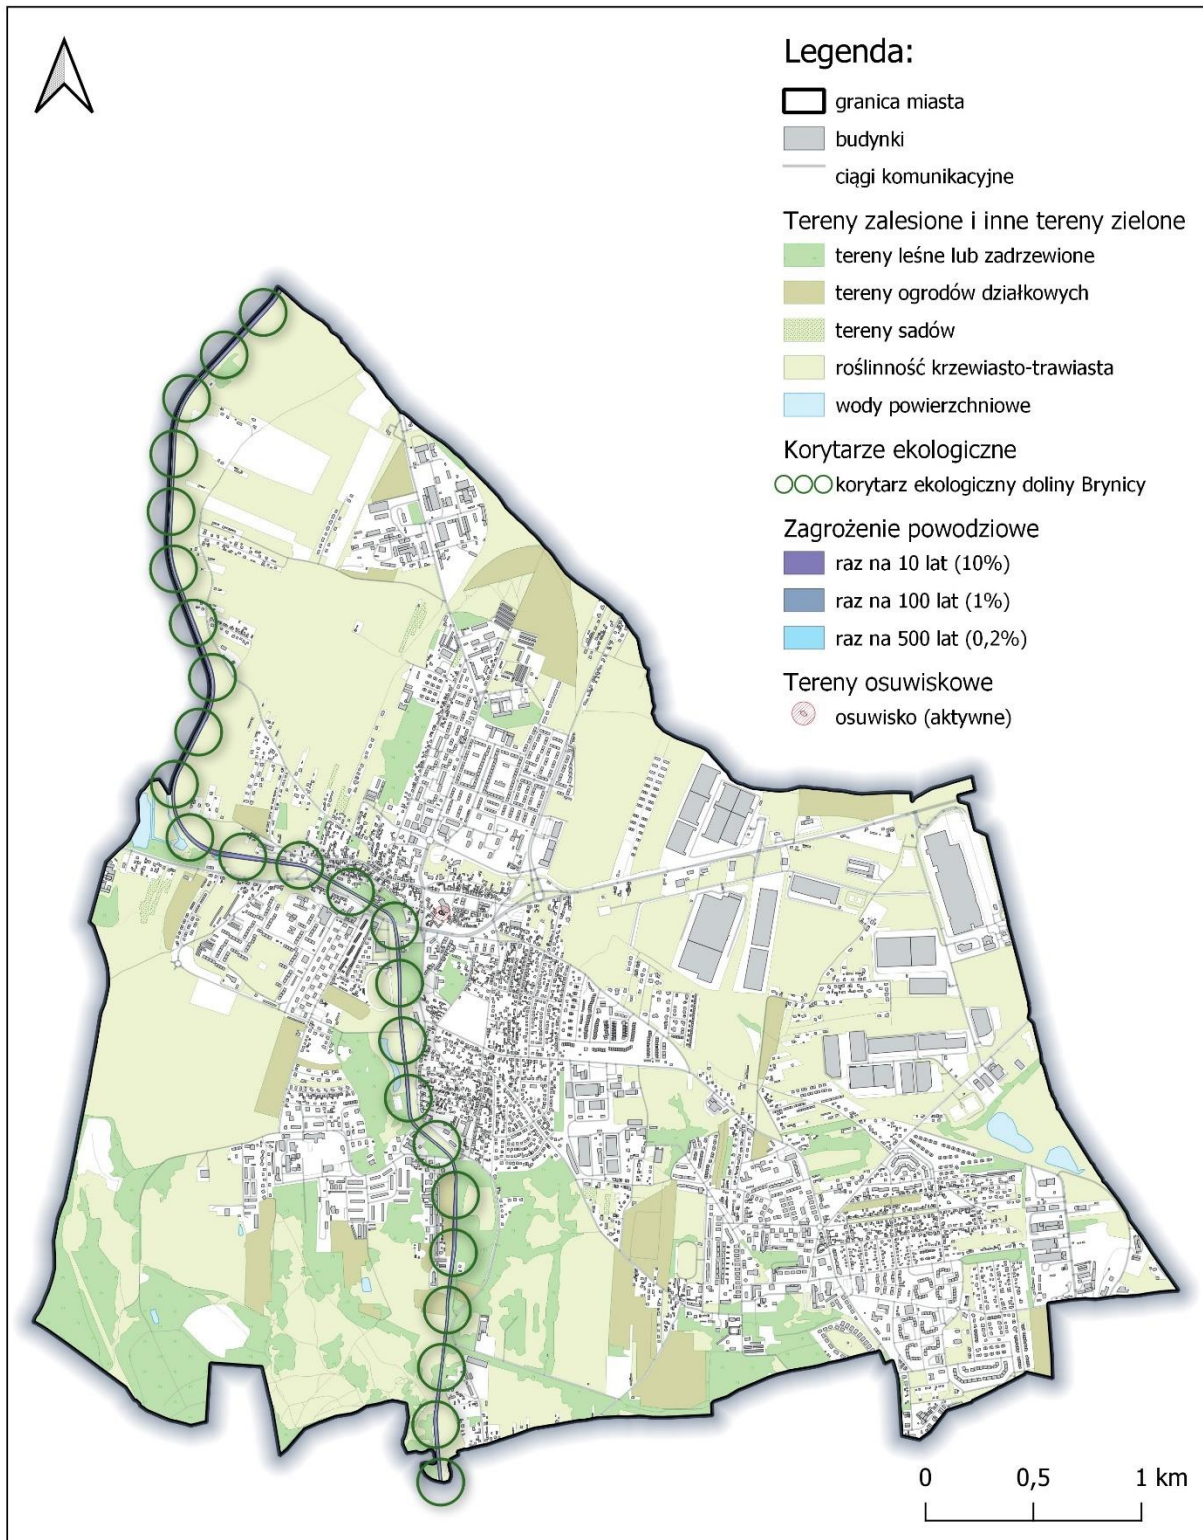 Legenda:
granica miasta
budynki
ciągi komunikacyjne
Tereny zalesione i inne tereny zielone
tereny leśne lub zadrzewione
tereny ogrodów działkowych
tereny sadów
roślinność krzewiasto-trawiasta
wody powierzchniowe
Korytarze ekologiczne
korytarz ekologiczny doliny Brynicy
Zagrożenie powodziowe
raz na 10 lat (10%)
raz na 100 lat (1%)
raz na 500 lat (0,2%)
Tereny osuwiskowe
osuwisko (aktywne)
0 0,5 1 km